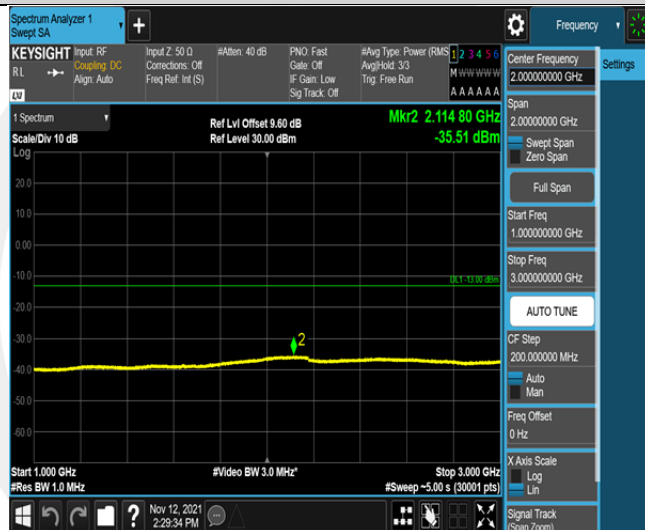 Spectrum Analyzer 1
Swept SA
+
Frequency
KEYSIGHT
RL
LXI
Input: RF
Coupling: DC
Align: Auto
Input Z: 50 Ω
Corrections: Off
Freq Ref: Int (S)
#Atten: 40 dB
PNO: Fast
Gate: Off
IF Gain: Low
Sig Track: Off
#Avg Type: Power (RMS
Avg|Hold: 3/3
Trig: Free Run
1 2 3 4 5 6
M W W W W W
A A A A A A
1 Spectrum
Scale/Div 10 dB
Log
Ref Lvl Offset 9.60 dB
Ref Level 30.00 dBm
Mkr2 2.114 80 GHz
-35.51 dBm
20.0
10.0
0.00
-10.0
DL1 -13.00 dBm
-20.0
-30.0
2
-40.0
-50.0
-60.0
Start 1.000 GHz
#Res BW 1.0 MHz
#Video BW 3.0 MHz*
Stop 3.000 GHz
#Sweep ~5.00 s (30001 pts)
?
Nov 12, 2021
2:29:34 PM
Center Frequency
2.000000000 GHz
Settings
Span
2.00000000 GHz
Swept Span
Zero Span
Full Span
Start Freq
1.000000000 GHz
Stop Freq
3.000000000 GHz
AUTO TUNE
CF Step
200.000000 MHz
Auto
Man
Freq Offset
0 Hz
X Axis Scale
Log
Lin
Signal Track
(Span Zoom)